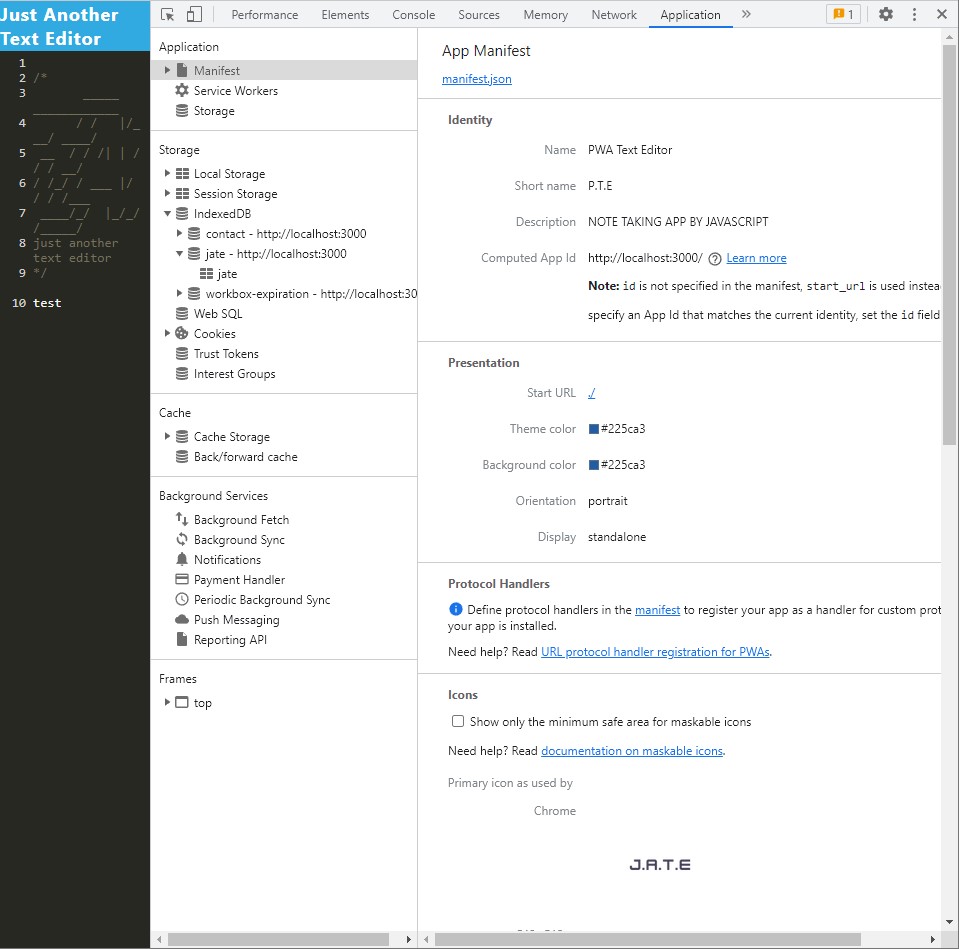 Just Another
Text Editor
1
2 /*
3 _____
____________
4 / / |/_
__/ ____/
5 __ / / /| | /
/ / __/
6 / /_/ / ___ |/
/ / /___
7 ____/_/ |_/_/
/_____/
8 just another
text editor
9 */
10 test
Performance Elements Console Sources Memory Network Application » 1
Application
Manifest
Service Workers
Storage
Storage
Local Storage
Session Storage
IndexedDB
contact - http://localhost:3000
jate - http://localhost:3000
jate
workbox-expiration - http://localhost:30
Web SQL
Cookies
Trust Tokens
Interest Groups
Cache
Cache Storage
Back/forward cache
Background Services
Background Fetch
Background Sync
Notifications
Payment Handler
Periodic Background Sync
Push Messaging
Reporting API
Frames
top
App Manifest
manifest.json
Identity
Name PWA Text Editor
Short name P.T.E
Description NOTE TAKING APP BY JAVASCRIPT
Computed App Id http://localhost:3000/ ? Learn more
Note: id is not specified in the manifest, start_url is used instea
specify an App Id that matches the current identity, set the id field
Presentation
Start URL ./
Theme color #225ca3
Background color #225ca3
Orientation portrait
Display standalone
Protocol Handlers
Define protocol handlers in the manifest to register your app as a handler for custom prot
your app is installed.
Need help? Read URL protocol handler registration for PWAs.
Icons
Show only the minimum safe area for maskable icons
Need help? Read documentation on maskable icons.
Primary icon as used by
Chrome
J.A.T.E